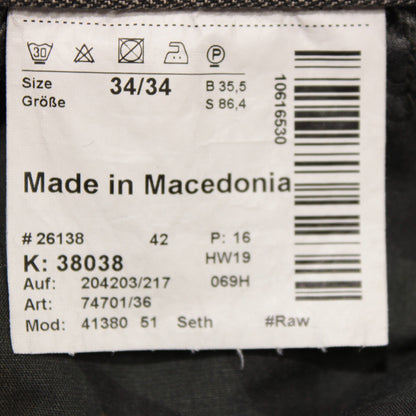 30 P
Size 34/34 B 35,5
Größe S 86,4
10616530
Made in Macedonia
# 26138 42 P: 16
K: 38038 HW19
Auf: 204203/217 069H
Art: 74701/36
Mod: 41380 51 Seth #Raw